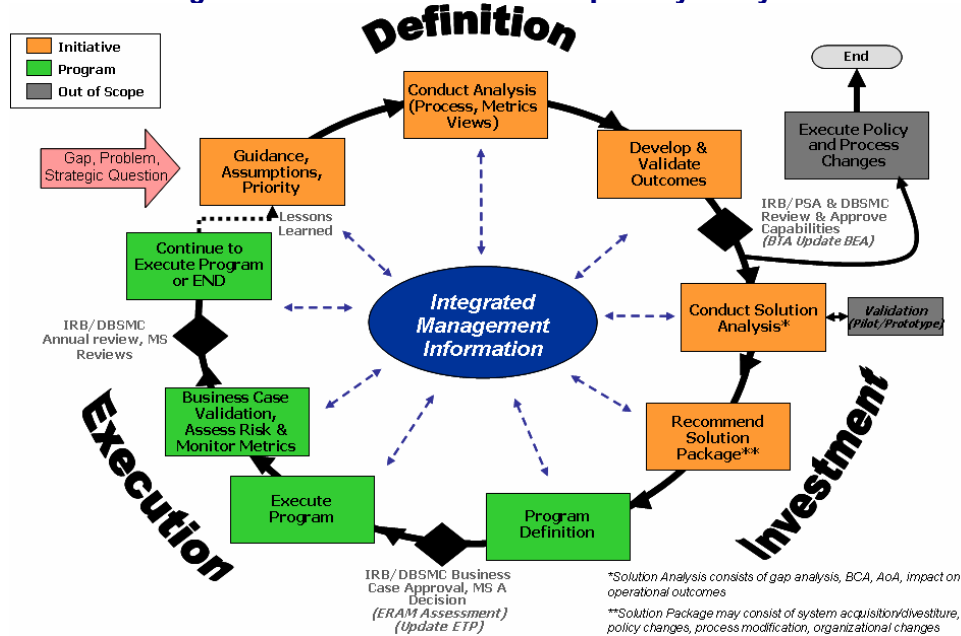 Definition
Initiative
Program
Out of Scope
End
Conduct Analysis
(Process, Metrics
Views)
Execute Policy
and Process
Changes
Gap, Problem,
Strategic Question
Guidance,
Assumptions,
Priority
Develop &
Validate
Outcomes
IRB/PSA & DBSMC
Review & Approve
Capabilities
(BTA Update BEA)
Lessons
Learned
Continue to
Execute Program
or END
Integrated
Management
Information
Conduct Solution
Analysis*
Validation
(Pilot/Prototype)
IRB/DBSMC
Annual review, MS
Reviews
Business Case
Validation,
Assess Risk &
Monitor Metrics
Recommend
Solution
Package**
Execution
Investment
Execute
Program
Program
Definition
IRB/DBSMC Business
Case Approval, MS A
Decision
(ERAM Assessment)
(Update ETP)
*Solution Analysis consists of gap analysis, BCA, AoA, impact on
operational outcomes
**Solution Package may consist of system acquisition/divestiture,
policy changes, process modification, organizational changes